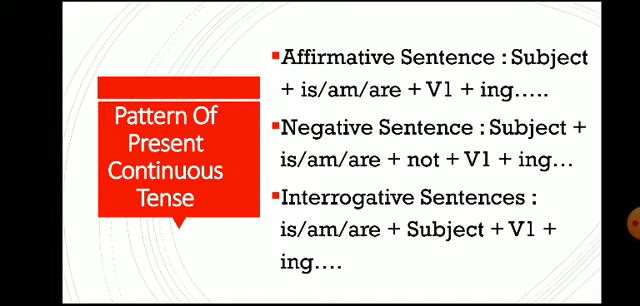 Pattern Of
Present
Continuous
Tense
▪Affirmative Sentence : Subject
+ is/am/are + V1 + ing…..
▪Negative Sentence : Subject +
is/am/are + not + V1 + ing…
▪Interrogative Sentences :
is/am/are + Subject + V1 +
ing….